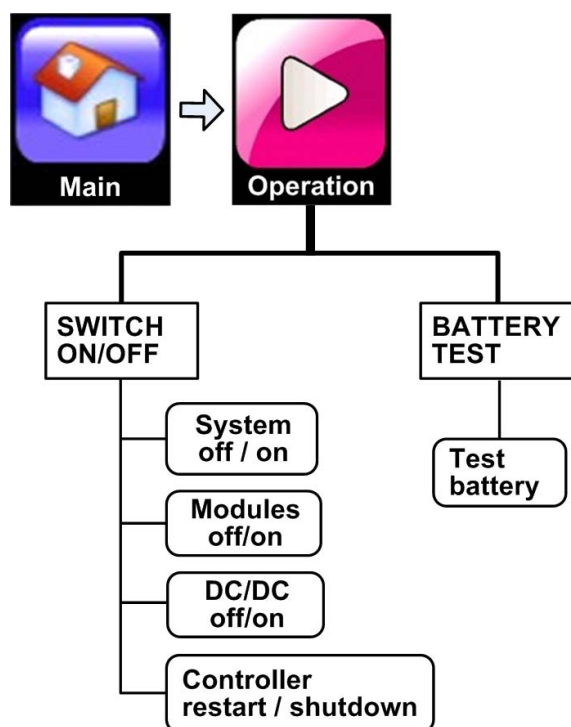 Main
Operation
SWITCH
ON/OFF
System
off / on
Modules
off/on
DC/DC
off/on
Controller
restart / shutdown
BATTERY
TEST
Test
battery